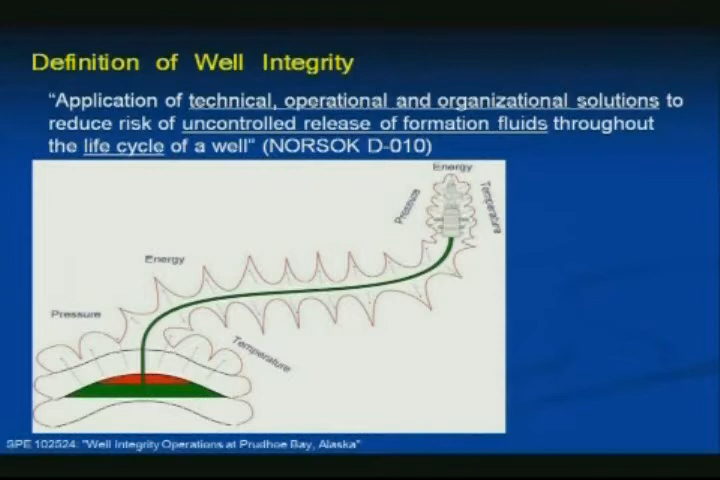 Definition of Well Integrity
“Application of technical, operational and organizational solutions to
reduce risk of uncontrolled release of formation fluids throughout
the life cycle of a well“ (NORSOK D-010)
Energy
Pressure
Temperature
Energy
Pressure
Temperature
SPE 102524: "Well Integrity Operations at Prudhoe Bay, Alaska"